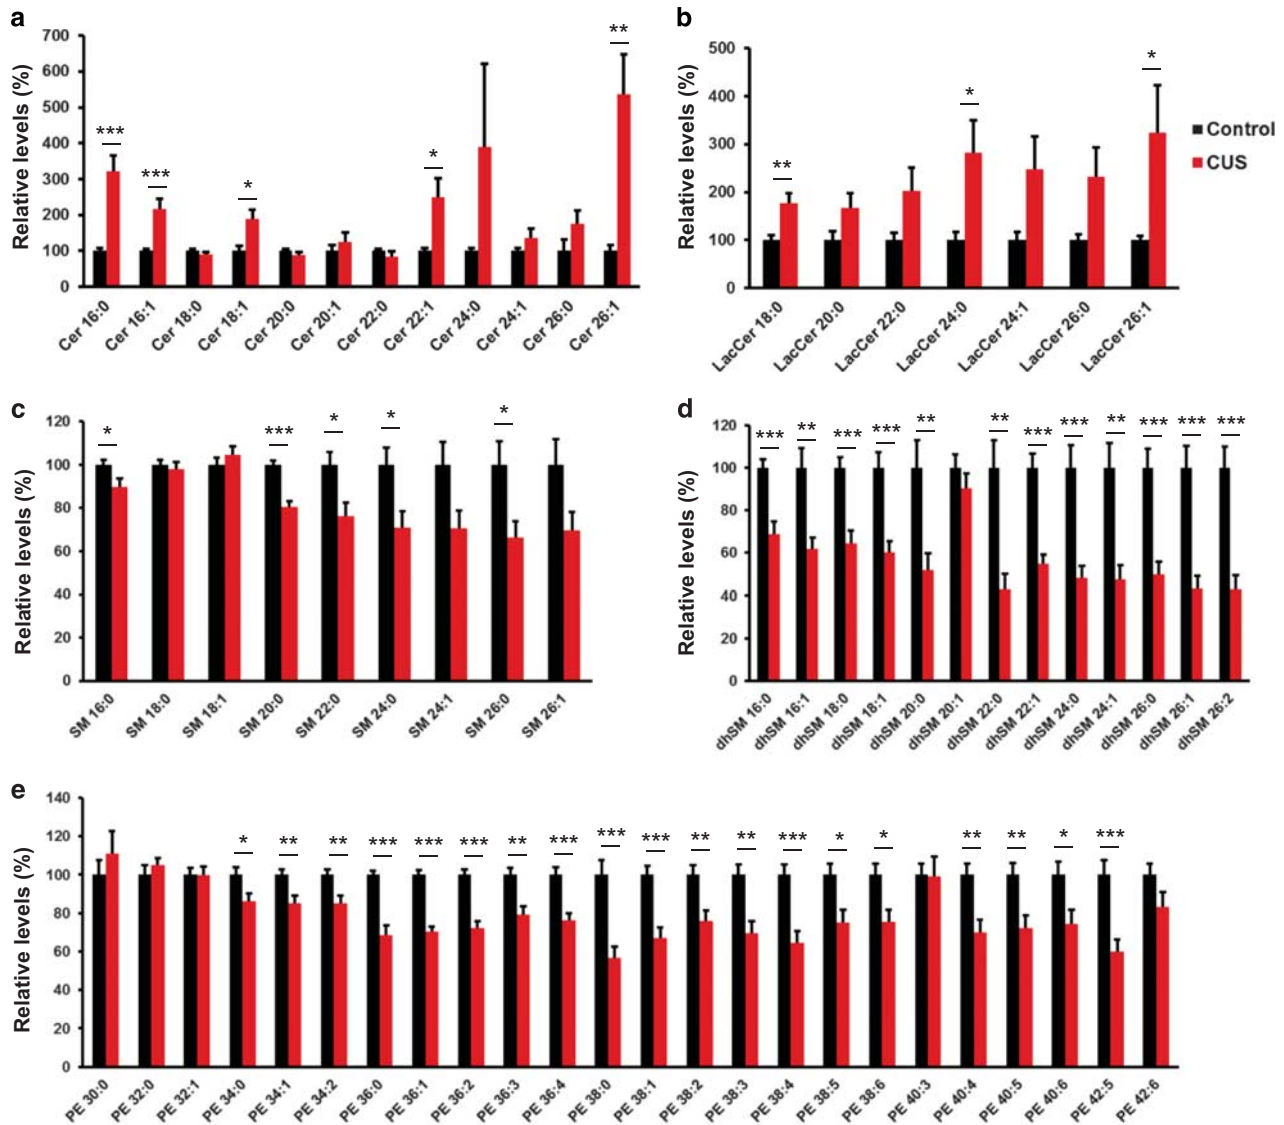 a
Relative levels (%)
700
600
500
400
300
200
100
0
***
***
*
*
**
Cer 16:0
Cer 16:1
Cer 18:0
Cer 18:1
Cer 20:0
Cer 20:1
Cer 22:0
Cer 22:1
Cer 24:0
Cer 24:1
Cer 26:0
Cer 26:1
b
Relative levels (%)
500
400
300
200
100
0
**
*
*
LacCer 18:0
LacCer 20:0
LacCer 22:0
LacCer 24:0
LacCer 24:1
LacCer 26:0
LacCer 26:1
Control
CUS
c
Relative levels (%)
120
100
80
60
40
20
0
*
***
*
*
*
SM 16:0
SM 18:0
SM 18:1
SM 20:0
SM 22:0
SM 24:0
SM 24:1
SM 26:0
SM 26:1
d
Relative levels (%)
120
100
80
60
40
20
0
***
**
***
***
**
**
***
***
**
***
***
***
dhSM 16:0
dhSM 16:1
dhSM 18:0
dhSM 18:1
dhSM 20:0
dhSM 20:1
dhSM 22:0
dhSM 22:1
dhSM 24:0
dhSM 24:1
dhSM 26:0
dhSM 26:1
dhSM 26:2
e
Relative levels (%)
140
120
100
80
60
40
20
0
*
**
**
***
***
***
**
***
***
***
**
**
***
*
*
**
**
*
***
PE 30:0
PE 32:0
PE 32:1
PE 34:0
PE 34:1
PE 34:2
PE 36:0
PE 36:1
PE 36:2
PE 36:3
PE 36:4
PE 38:0
PE 38:1
PE 38:2
PE 38:3
PE 38:4
PE 38:5
PE 38:6
PE 40:3
PE 40:4
PE 40:5
PE 40:6
PE 42:5
PE 42:6